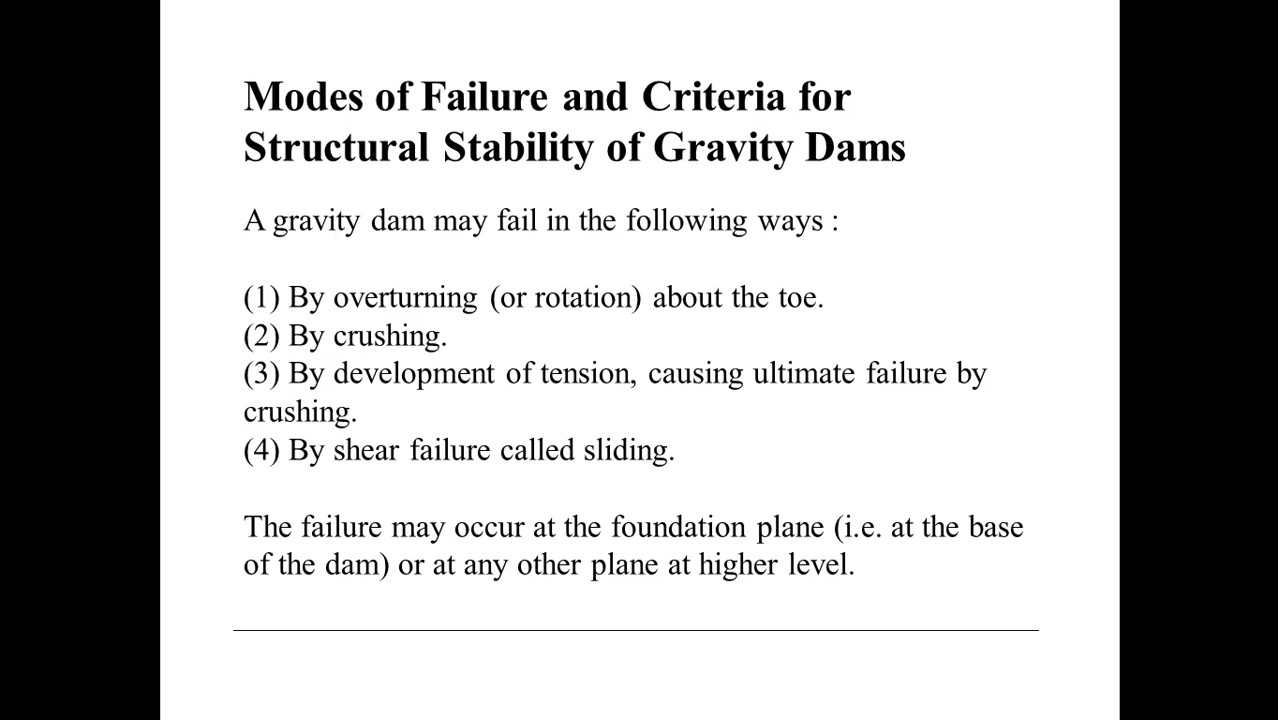 Modes of Failure and Criteria for
Structural Stability of Gravity Dams
A gravity dam may fail in the following ways :
(1) By overturning (or rotation) about the toe.
(2) By crushing.
(3) By development of tension, causing ultimate failure by
crushing.
(4) By shear failure called sliding.
The failure may occur at the foundation plane (i.e. at the base
of the dam) or at any other plane at higher level.